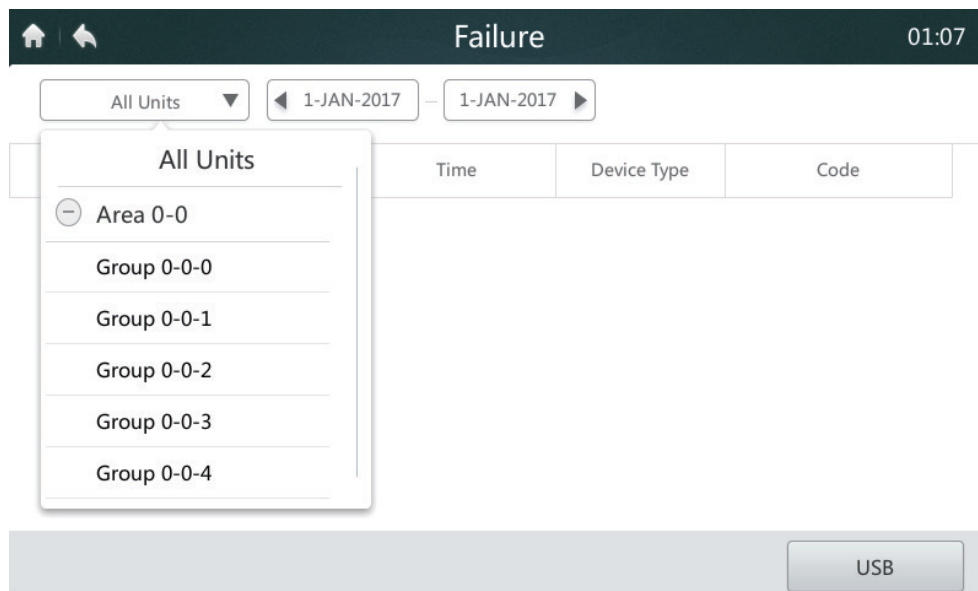 Failure 01:07
All Units 1-JAN-2017 – 1-JAN-2017
Time Device Type Code
All Units
Area 0-0
Group 0-0-0
Group 0-0-1
Group 0-0-2
Group 0-0-3
Group 0-0-4
USB